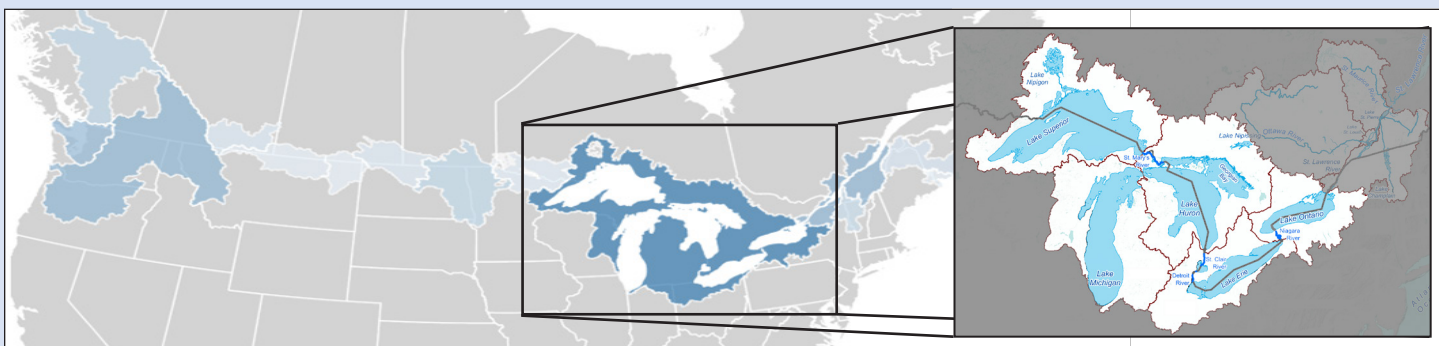 Lake
Nipigon
Lake Superior
St. Mary's
River
Lake Nipissing
Georgian
Bay
Ottawa River
St. Lawrence
River
Lake
Huron
Lake Ontario
Niagara
River
St. Clair
River
Detroit
River
Lake Erie
Lake
Michigan